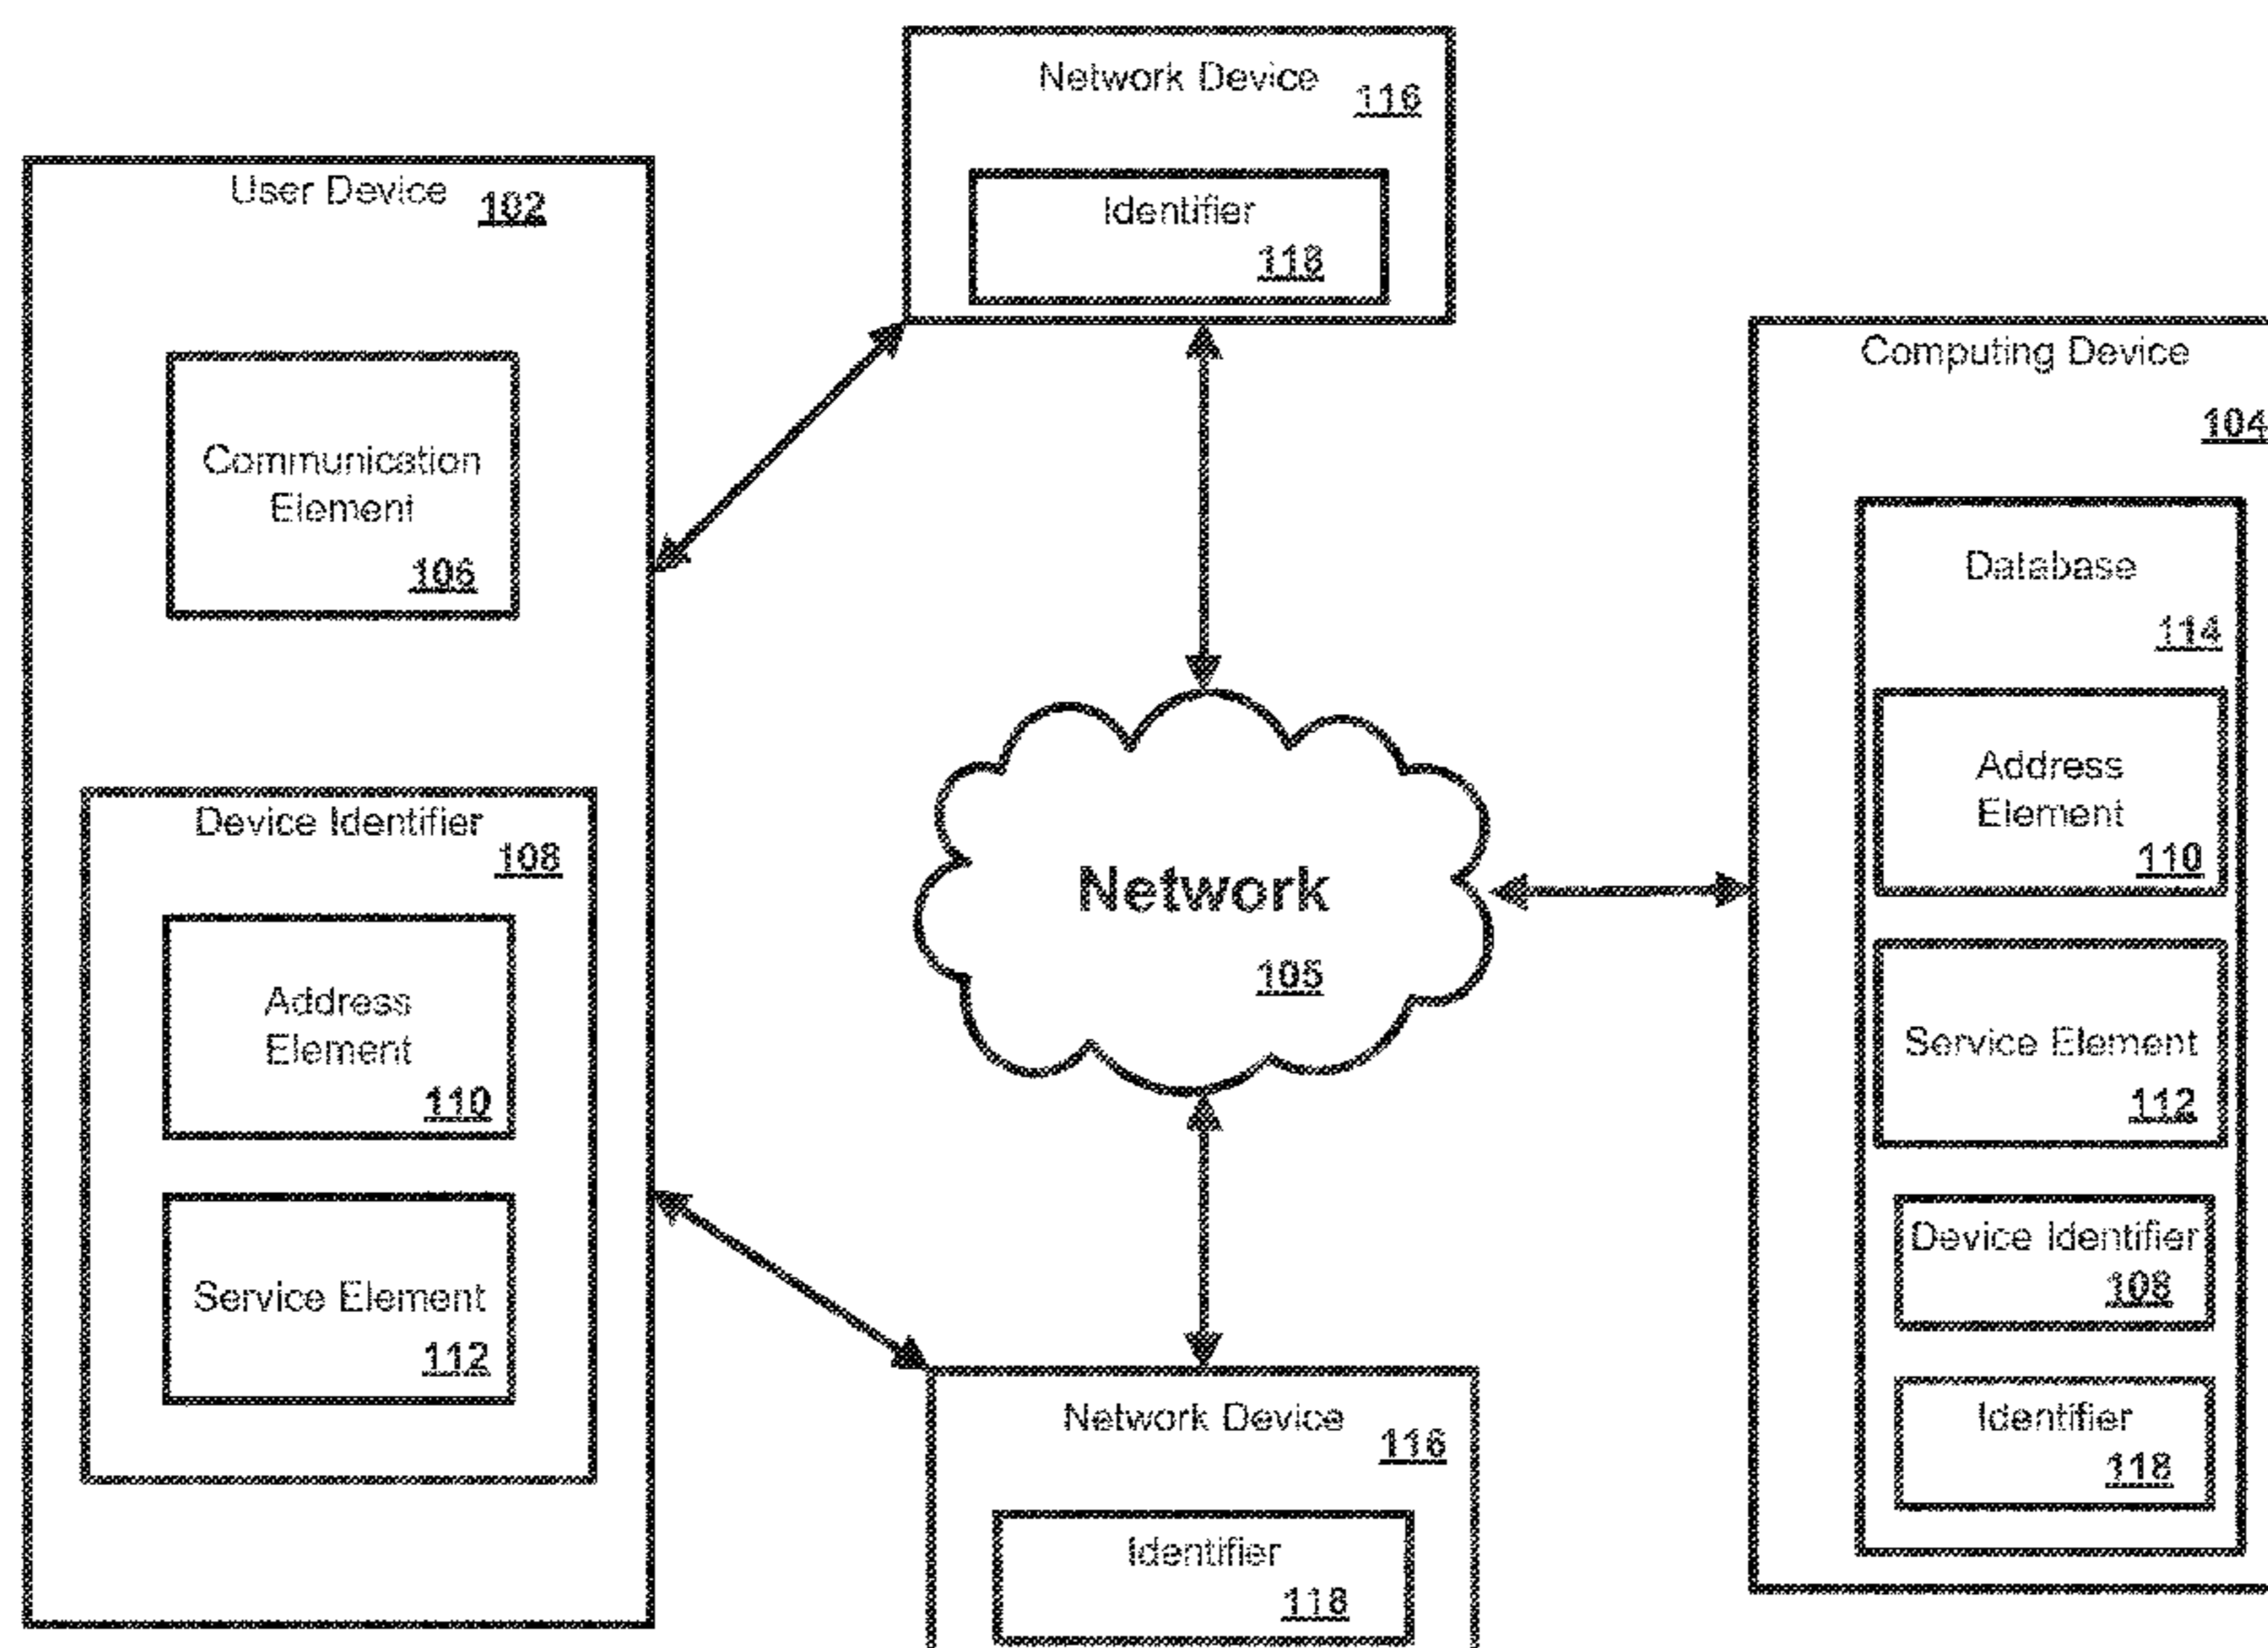 Network Device
116
Identifier
118
User Device
102
Communication
Element
106
Device Identifier
108
Address
Element
110
Service Element
112
Network
105
Network Device
116
Identifier
118
Computing Device
104
Database
114
Address
Element
110
Service Element
112
Device Identifier
108
Identifier
118